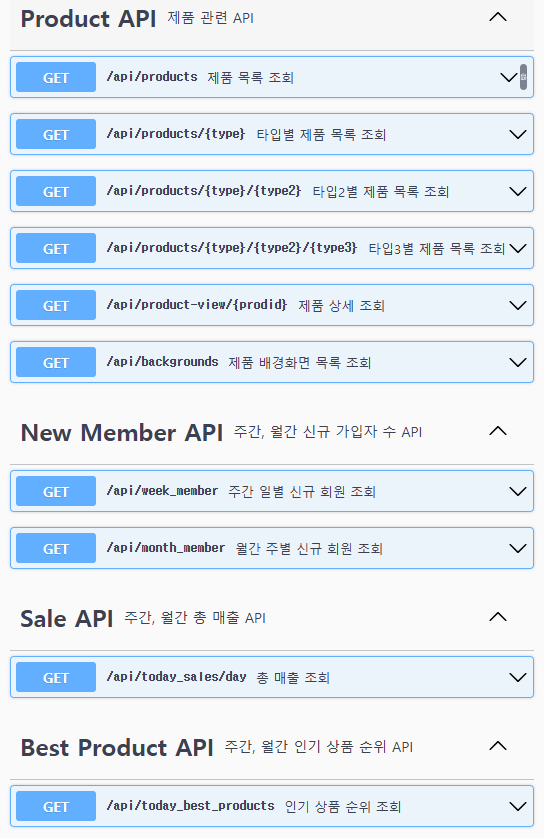 Product API 제품 관련 API
GET /api/products 제품 목록 조회
GET /api/products/{type} 타입별 제품 목록 조회
GET /api/products/{type}/{type2} 타입2별 제품 목록 조회
GET /api/products/{type}/{type2}/{type3} 타입3별 제품 목록 조회
GET /api/product-view/{prodid} 제품 상세 조회
GET /api/backgrounds 제품 배경화면 목록 조회
New Member API 주간, 월간 신규 가입자 수 API
GET /api/week_member 주간 일별 신규 회원 조회
GET /api/month_member 월간 주별 신규 회원 조회
Sale API 주간, 월간 총 매출 API
GET /api/today_sales/day 총 매출 조회
Best Product API 주간, 월간 인기 상품 순위 API
GET /api/today_best_products 인기 상품 순위 조회